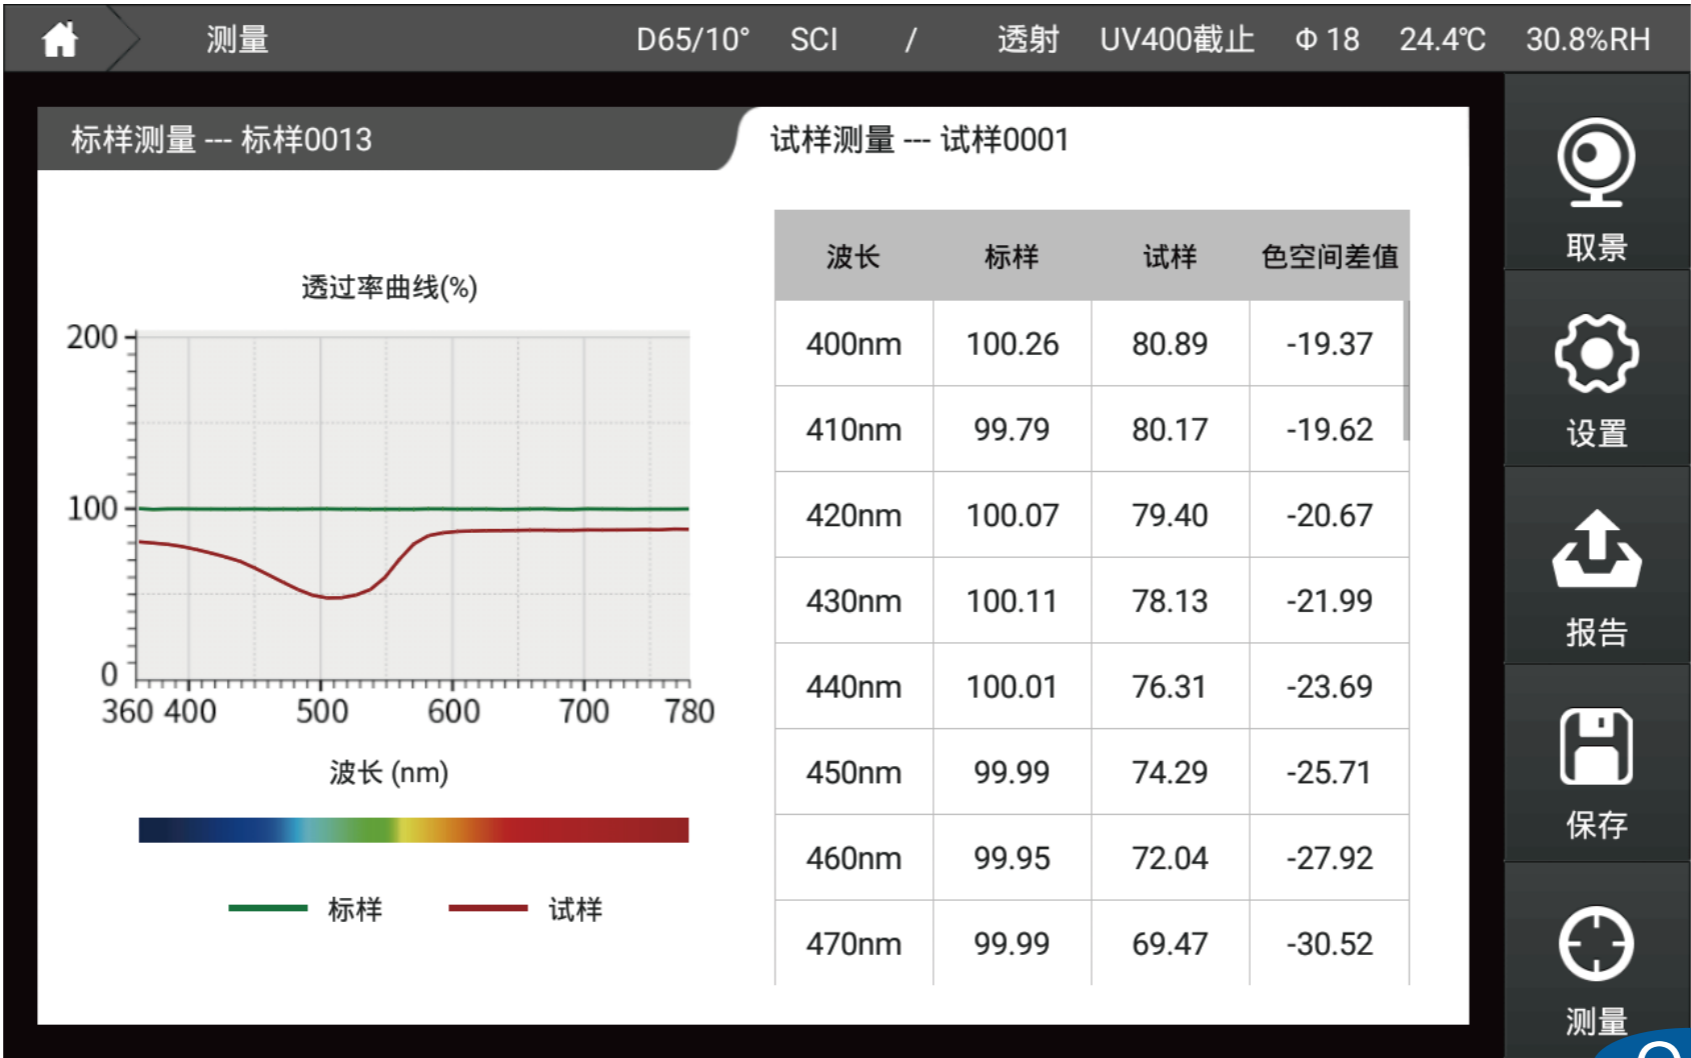 测量 D65/10° SCI / 透射 UV400截止 Φ 18 24.4℃ 30.8%RH
标样测量 --- 标样0013
试样测量 --- 试样0001
透过率曲线(%)
200
100
0
360 400 500 600 700 780
波长 (nm)
标样 试样
波长 标样 试样 色空间差值
400nm 100.26 80.89 -19.37
410nm 99.79 80.17 -19.62
420nm 100.07 79.40 -20.67
430nm 100.11 78.13 -21.99
440nm 100.01 76.31 -23.69
450nm 99.99 74.29 -25.71
460nm 99.95 72.04 -27.92
470nm 99.99 69.47 -30.52
取景
设置
报告
保存
测量